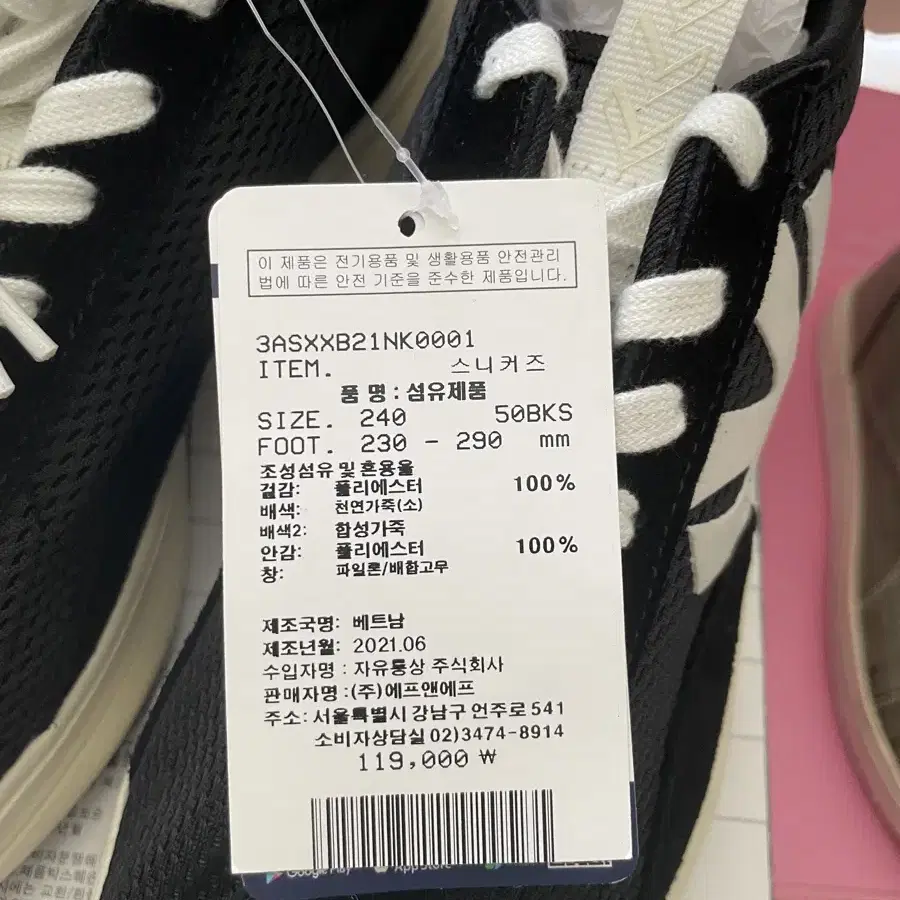 이 제품은 전기용품 및 생활용품 안전관리
법에 따른 안전 기준을 준수한 제품입니다.
3ASXXB21NK0001
ITEM. 스니커즈
품 명 : 섬유제품
SIZE. 240 50BKS
FOOT. 230 - 290 mm
조성섬유 및 혼용율
겉감: 폴리에스터 100%
배색: 천연가죽(소)
배색2: 합성가죽
안감: 폴리에스터 100%
창: 파일론/배합고무
제조국명: 베트남
제조년월: 2021.06
수입자명 : 자유통상 주식회사
판매자명 : (주)에프앤에프
주소: 서울특별시 강남구 언주로 541
소비자상담실 02)3474-8914
119,000 ₩
Google Play App Store